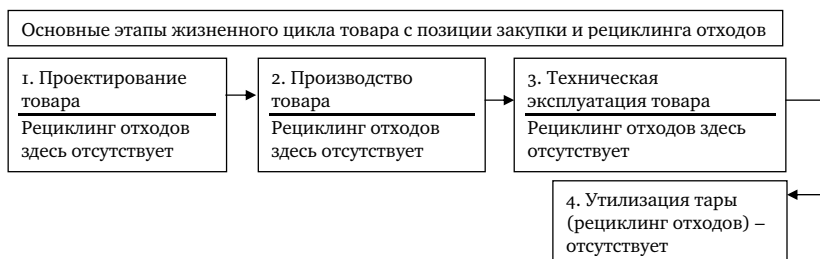 Основные этапы жизненного цикла товара с позиции закупки и рециклинга отходов
1. Проектирование
товара
Рециклинг отходов
здесь отсутствует
2. Производство
товара
Рециклинг отходов
здесь отсутствует
3. Техническая
эксплуатация товара
Рециклинг отходов здесь
отсутствует
4. Утилизация тары
(рециклинг отходов) –
отсутствует